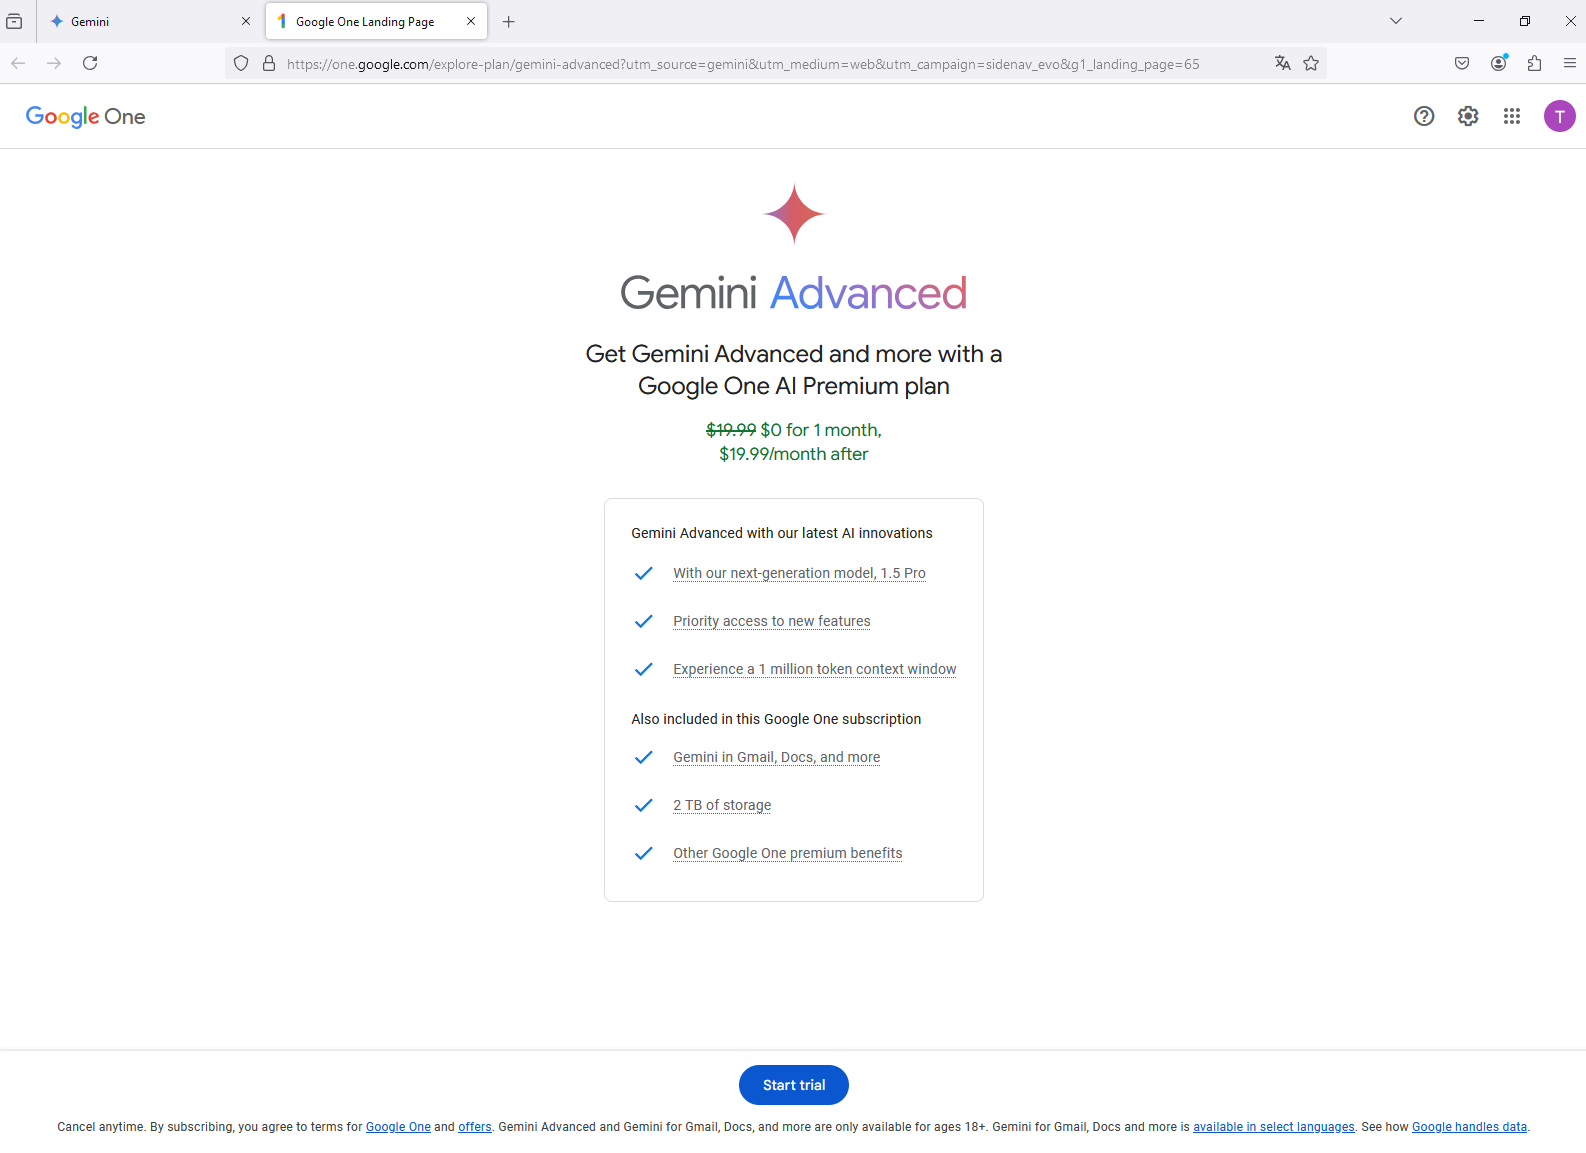 Gemini
Google One Landing Page
https://one.google.com/explore-plan/gemini-advanced?utm_source=gemini&utm_medium=web&utm_campaign=sidenav_evo&g1_landing_page=65
Google One
T
Gemini Advanced
Get Gemini Advanced and more with a
Google One AI Premium plan
$19.99 $0 for 1 month,
$19.99/month after
Gemini Advanced with our latest AI innovations
With our next-generation model, 1.5 Pro
Priority access to new features
Experience a 1 million token context window
Also included in this Google One subscription
Gemini in Gmail, Docs, and more
2 TB of storage
Other Google One premium benefits
Start trial
Cancel anytime. By subscribing, you agree to terms for Google One and offers. Gemini Advanced and Gemini for Gmail, Docs, and more are only available for ages 18+. Gemini for Gmail, Docs and more is available in select languages. See how Google handles data.